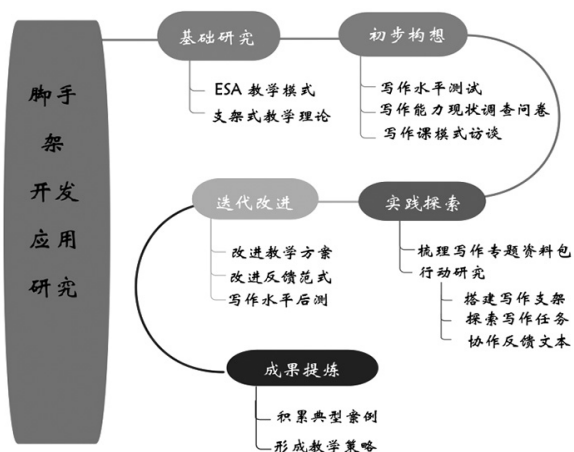 脚手
架
开发
应用
研究
基础研究
ESA 教学模式
支架式教学理论
初步构想
写作水平测试
写作能力现状调查问卷
写作课模式访谈
实践探索
梳理写作专题资料包
行动研究
搭建写作支架
探索写作任务
协作反馈文本
迭代改进
改进教学方案
改进反馈范式
写作水平后测
成果提炼
积累典型案例
形成教学策略